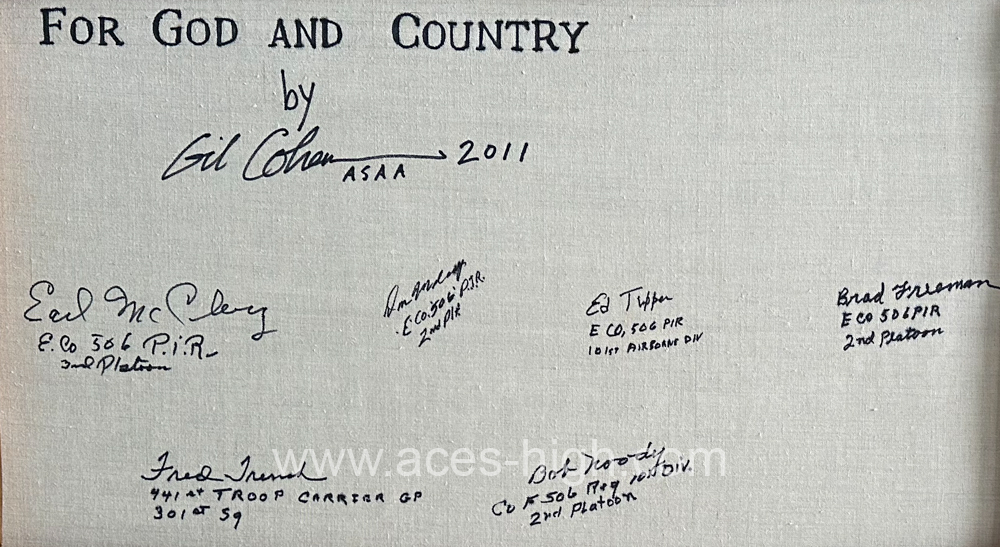 FOR GOD AND COUNTRY
by
Gil Cohen → 2011
ASAA
Earl McClung
E. Co 506 P.I.R.
3rd Platoon
E Co. 506 P.I.R.
2nd Plt
Ed Tipper
E CO, 506 PIR
101ST AIRBORNE DIV
Brad Freeman
E CO 506 PIR
2nd Platoon
www.aces-high.com
Fred Trench
441st TROOP CARRIER GP
301st Sq
Bob Noody
Co F 506 Reg 101st DIV.
2nd Platoon